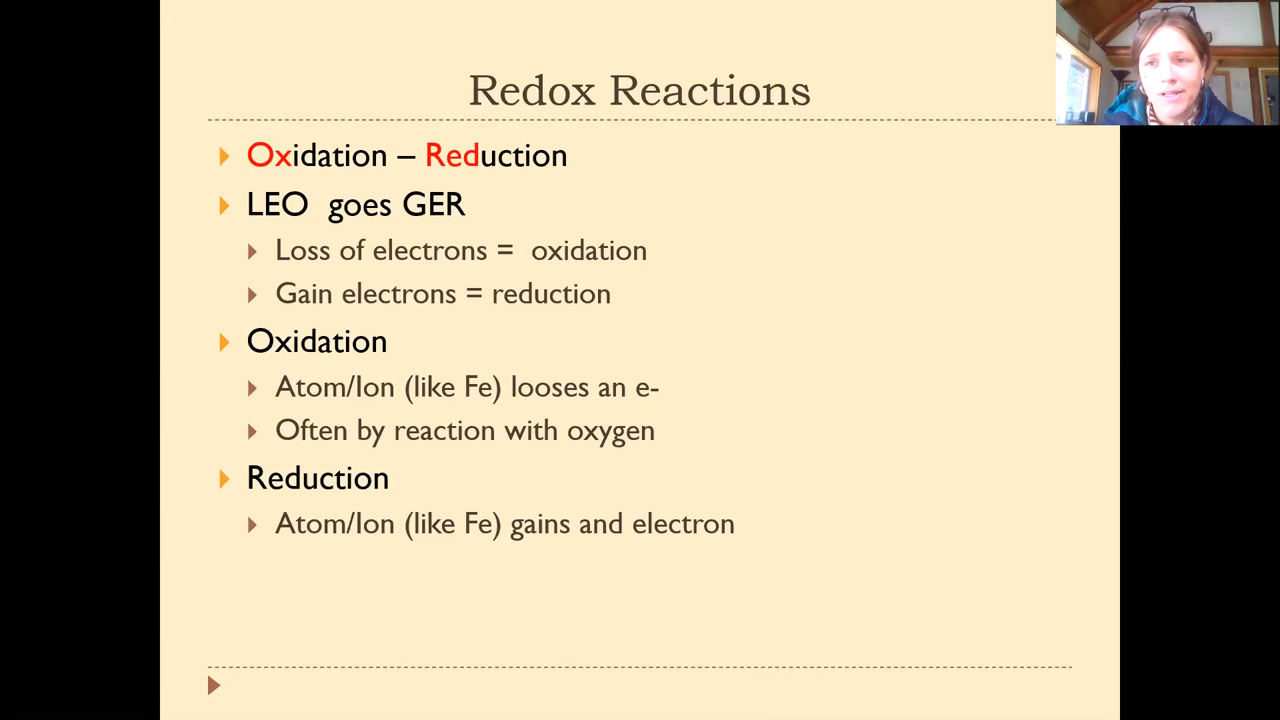 Redox Reactions
Oxidation – Reduction
LEO goes GER
Loss of electrons = oxidation
Gain electrons = reduction
Oxidation
Atom/Ion (like Fe) looses an e-
Often by reaction with oxygen
Reduction
Atom/Ion (like Fe) gains and electron